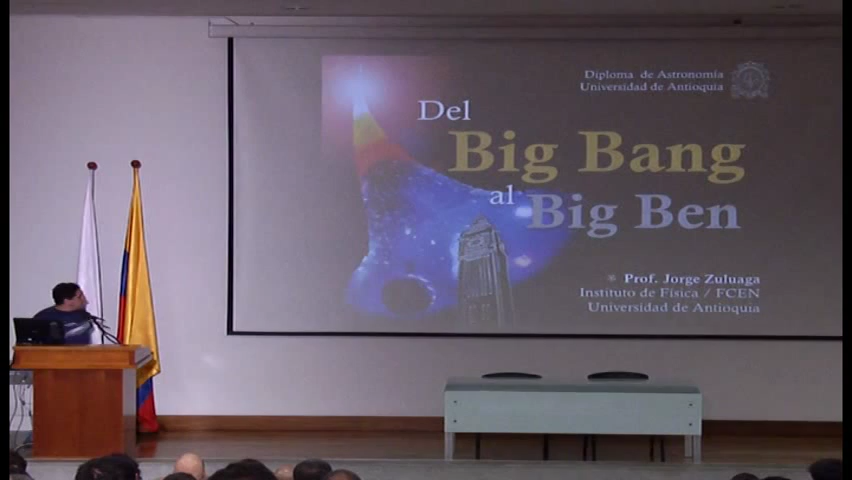 Diploma de Astronomía
Universidad de Antioquia
Del
Big Bang
al
Big Ben
Prof. Jorge Zuluaga
Instituto de Física / FCEN
Universidad de Antioquia